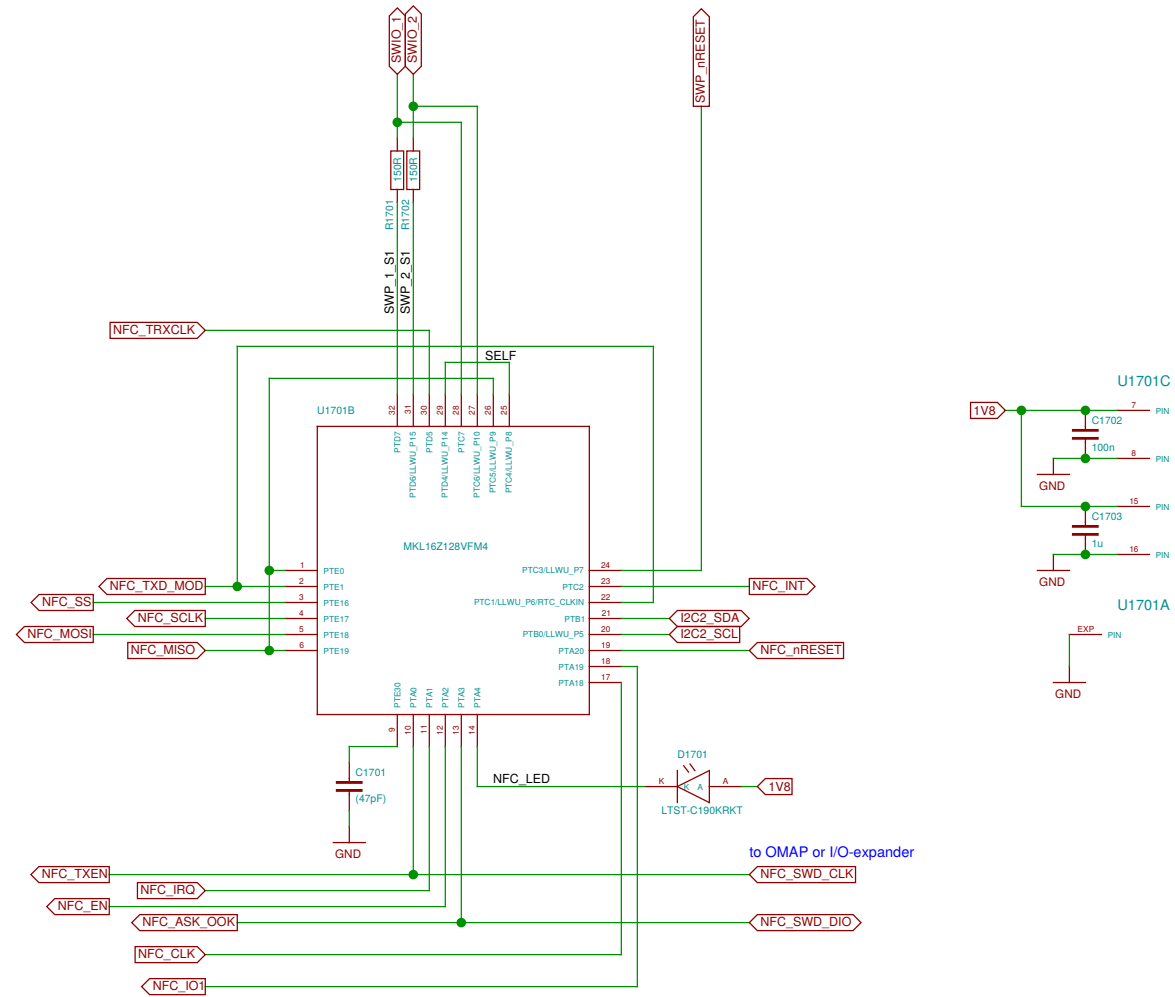 SWIO_1
SWIO_2
SWP_nRESET
150R
150R
R1701
R1702
SWP_1_S1
SWP_2_S1
NFC_TRXCLK
SELF
U1701B
32
31
30
29
28
27
26
25
PTD7
PTD6/LLWU_P15
PTD5
PTD4/LLWU_P14
PTC7
PTC6/LLWU_P10
PTC5/LLWU_P9
PTC4/LLWU_P8
MKL16Z128VFM4
NFC_TXD_MOD
NFC_SS
NFC_SCLK
NFC_MOSI
NFC_MISO
1 PTE0
2 PTE1
3 PTE16
4 PTE17
5 PTE18
6 PTE19
PTC3/LLWU_P7 24
PTC2 23 NFC_INT
PTC1/LLWU_P6/RTC_CLKIN 22
PTB1 21 I2C2_SDA
PTB0/LLWU_P5 20 I2C2_SCL
PTA20 19 NFC_nRESET
PTA19 18
PTA18 17
PTE30
PTA0
PTA1
PTA2
PTA3
PTA4
9
10
11
12
13
14
C1701
(47pF)
GND
NFC_LED
D1701
K K A A
1V8
LTST-C190KRKT
to OMAP or I/O-expander
NFC_TXEN
NFC_SWD_CLK
NFC_IRQ
NFC_EN
NFC_ASK_OOK
NFC_SWD_DIO
NFC_CLK
NFC_IO1
U1701C
1V8
7 PIN
C1702
100n
8 PIN
GND
15 PIN
C1703
1u
16 PIN
GND
U1701A
EXP PIN
GND